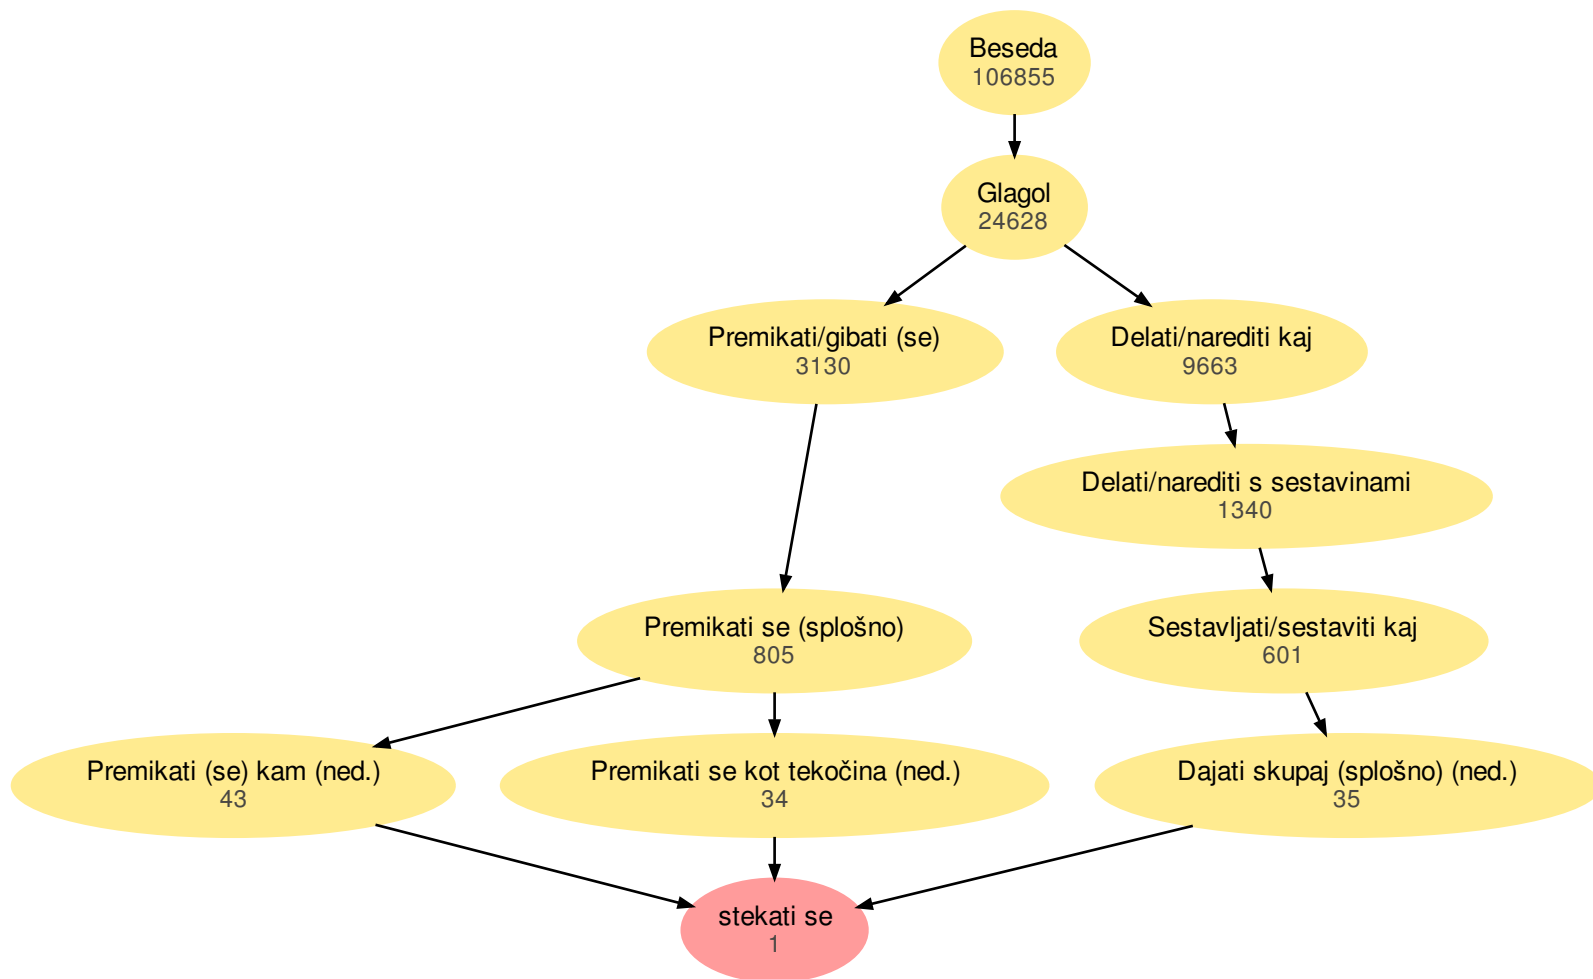 Beseda
106855
Glagol
24628
Premikati/gibati (se)
3130
Delati/narediti kaj
9663
Delati/narediti s sestavinami
1340
Premikati se (splošno)
805
Sestavljati/sestaviti kaj
601
Premikati (se) kam (ned.)
43
Premikati se kot tekočina (ned.)
34
Dajati skupaj (splošno) (ned.)
35
stekati se
1